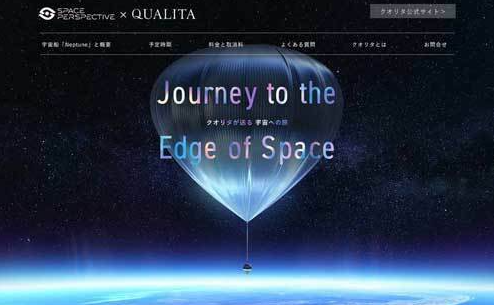 SPACE PERSPECTIVE × QUALITA
クオリタ公式サイト>
宇宙船「Neptune」と概要 予定時期 料金と取消料 よくある質問 クオリタとは お問合せ
Journey to the
クオリタが送る 宇宙への旅
Edge of Space